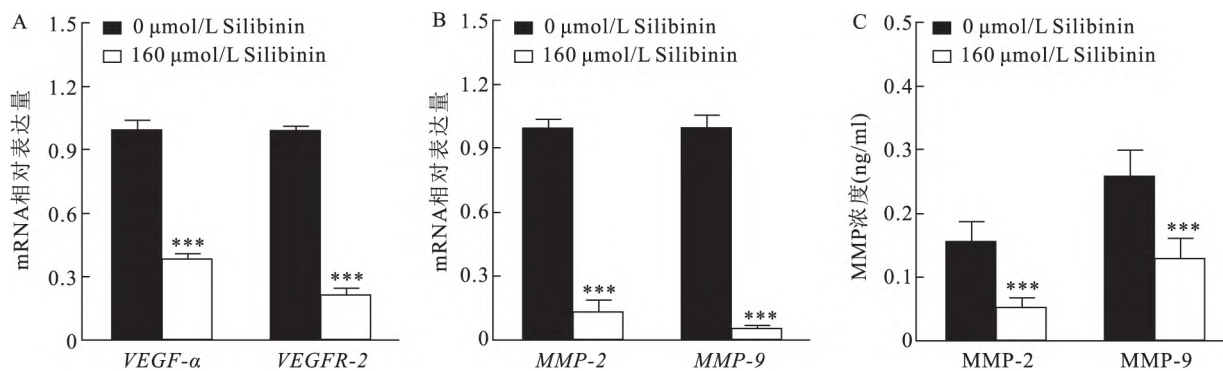 A
mRNA相对表达量
1.5
1.2
0.9
0.6
0.3
0
0 μmol/L Silibinin
160 μmol/L Silibinin
***
***
VEGF-α
VEGFR-2
B
mRNA相对表达量
1.5
1.2
0.9
0.6
0.3
0
0 μmol/L Silibinin
160 μmol/L Silibinin
***
***
MMP-2
MMP-9
C
MMP浓度(ng/ml)
0.5
0.4
0.3
0.2
0.1
0
0 μmol/L Silibinin
160 μmol/L Silibinin
***
***
MMP-2
MMP-9